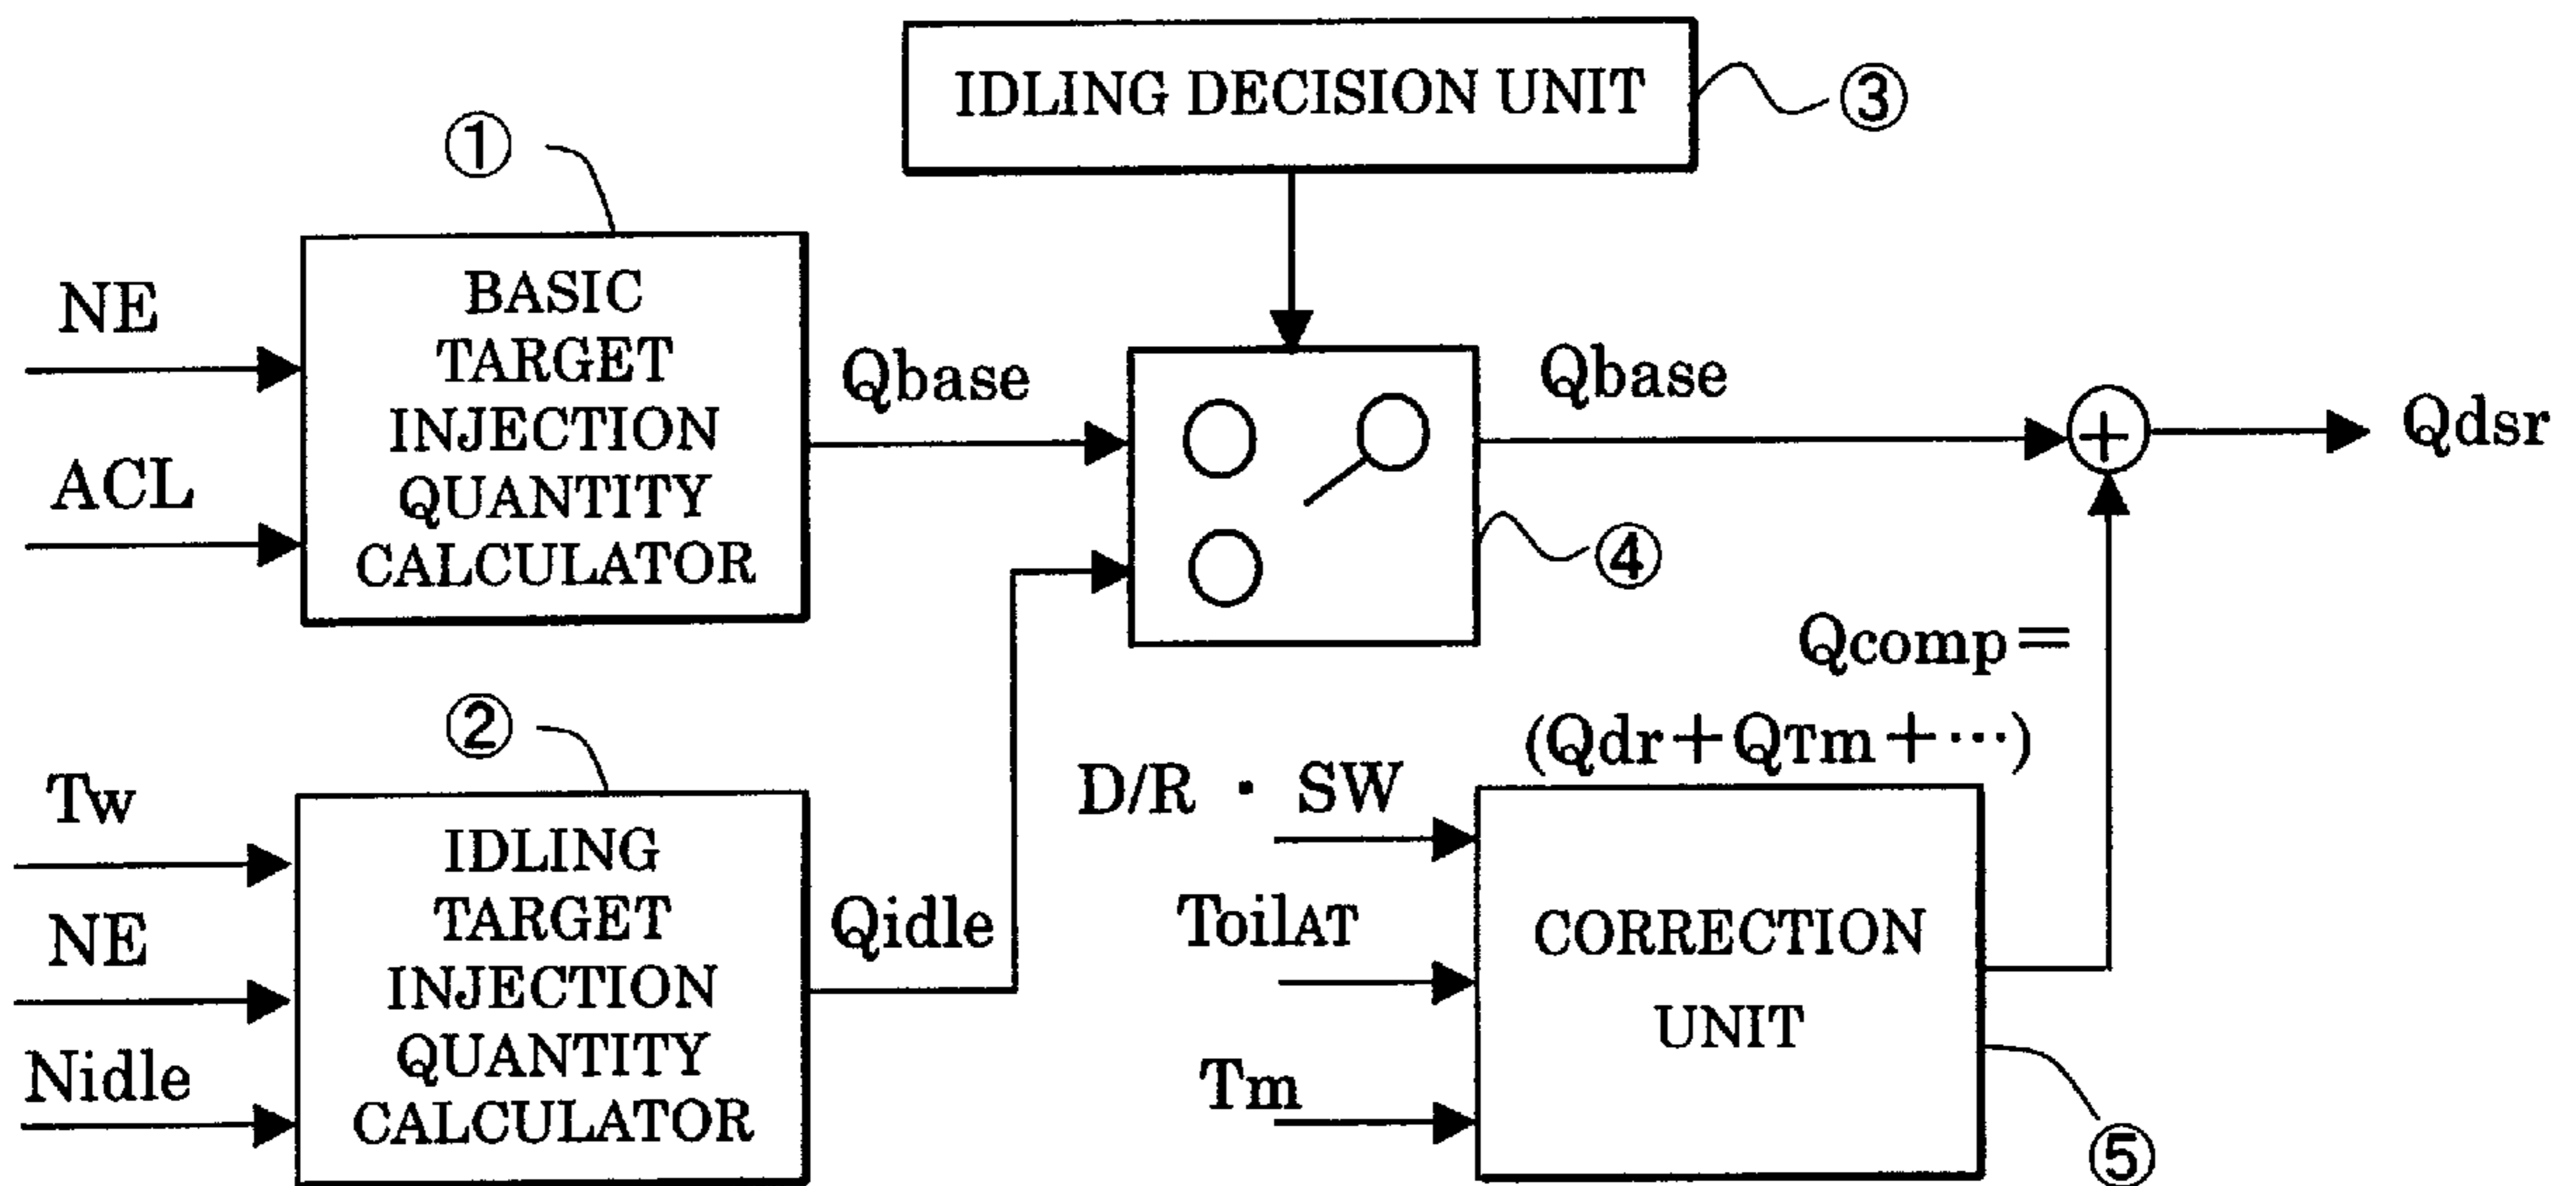 IDLING DECISION UNIT
③
①
NE
ACL
BASIC
TARGET
INJECTION
QUANTITY
CALCULATOR
Qbase
Qbase
+
Qdsr
④
Qcomp=
(Qdr+QTm+···)
②
Tw
NE
Nidle
IDLING
TARGET
INJECTION
QUANTITY
CALCULATOR
Qidle
D/R · SW
ToilAT
Tm
CORRECTION
UNIT
⑤